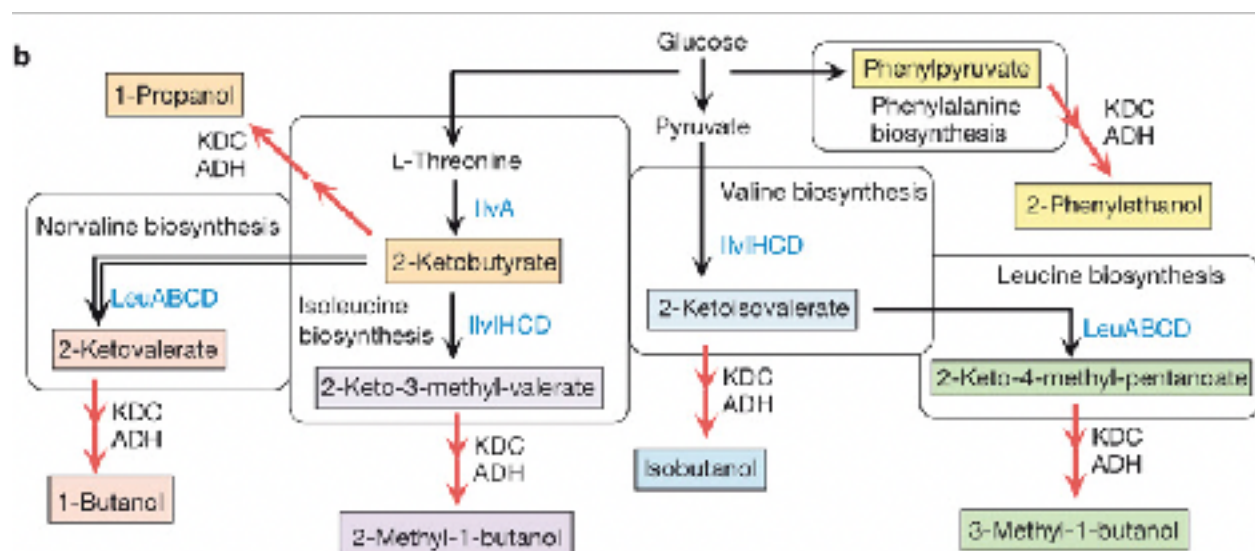 b
Glucose
1-Propanol
Phenylpyruvate
KDC
ADH
Phenylalanine
biosynthesis
KDC
ADH
Pyruvate
L-Threonine
Norvaline biosynthesis
IlvA
Valine biosynthesis
2-Phenylethanol
2-Ketobutyrate
IlvIHCD
Leucine biosynthesis
LeuABCD
Isoleucine
biosynthesis
IlvIHCD
2-Ketoisovalerate
LeuABCD
2-Ketovalerate
2-Keto-3-methyl-valerate
KDC
ADH
2-Keto-4-methyl-pentanoate
KDC
ADH
KDC
ADH
KDC
ADH
1-Butanol
Isobutanol
2-Methyl-1-butanol
3-Methyl-1-butanol